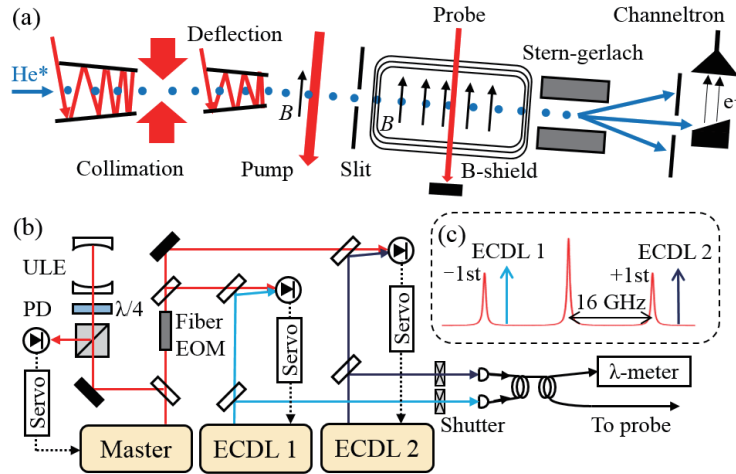 (a)
Deflection
Probe
Channeltron
Stern-gerlach
He*
B
B
e-
Collimation
Pump
Slit
B-shield
(b)
(c)
ULE
ECDL 1
ECDL 2
−1st
+1st
PD
λ/4
16 GHz
Fiber
EOM
Servo
Servo
Servo
λ-meter
Shutter
To probe
Master
ECDL 1
ECDL 2